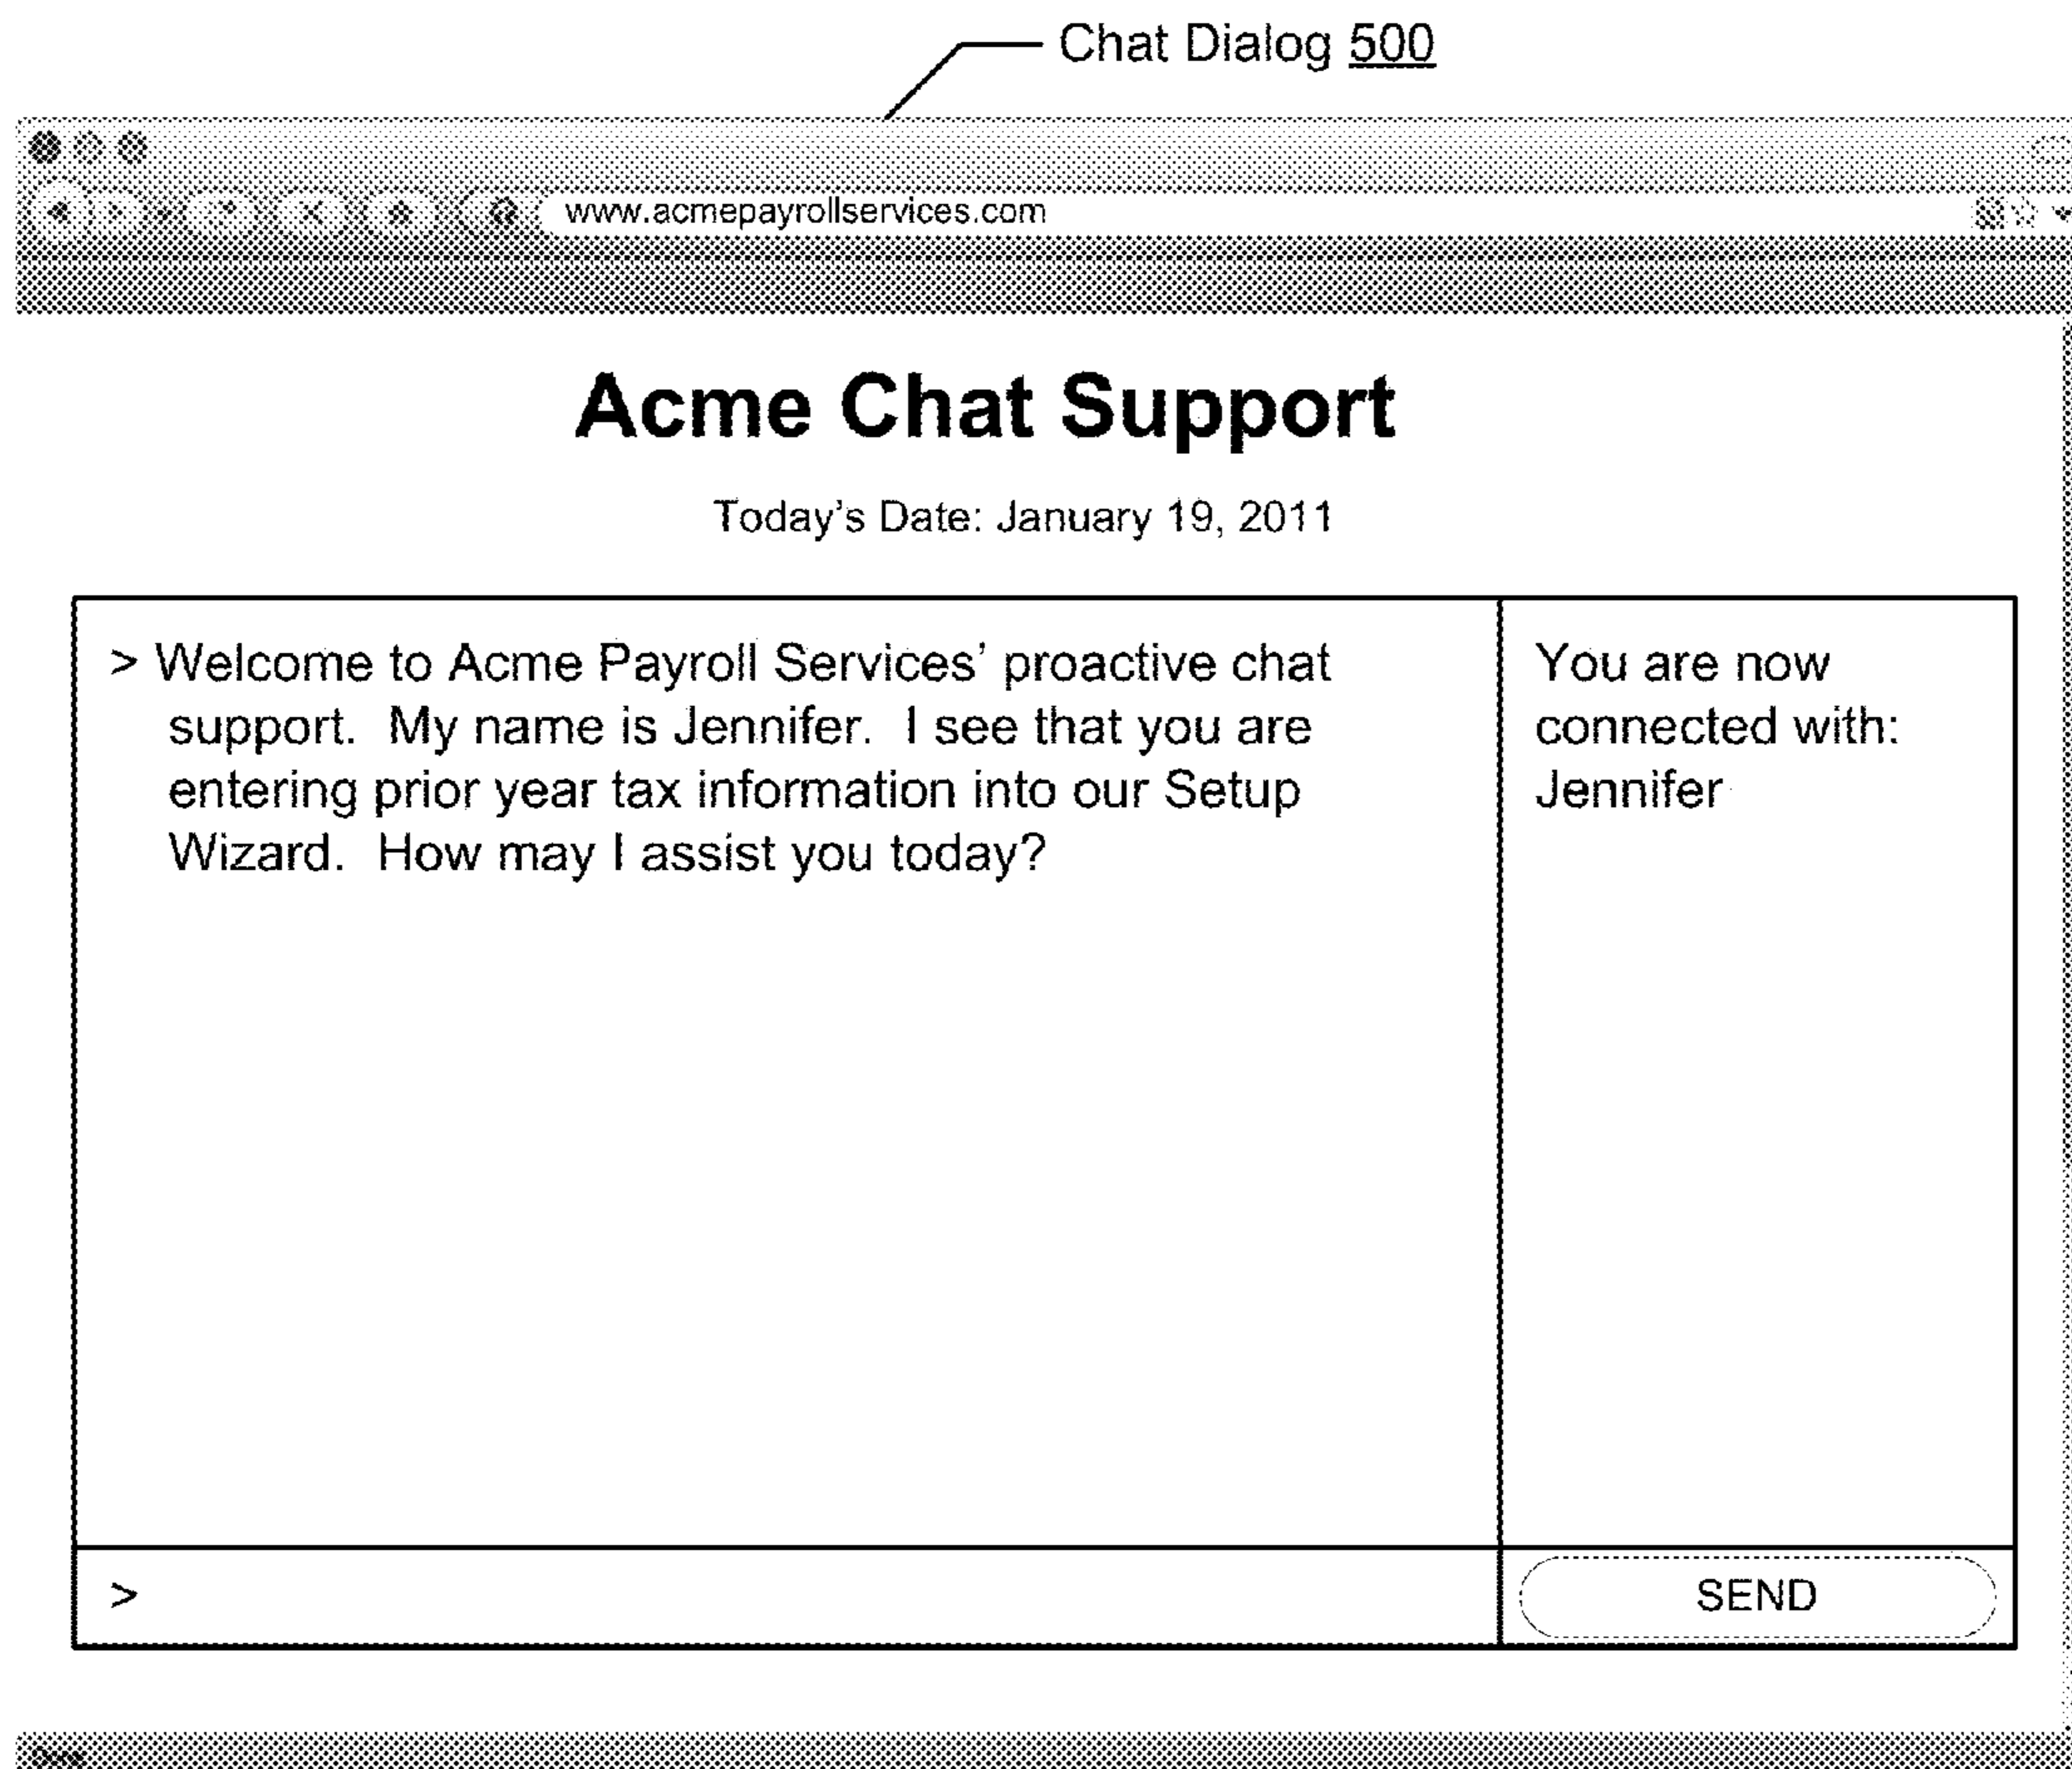 Chat Dialog 500
www.acmepayrollservices.com
Acme Chat Support
Today's Date: January 19, 2011
> Welcome to Acme Payroll Services' proactive chat
support. My name is Jennifer. I see that you are
entering prior year tax information into our Setup
Wizard. How may I assist you today?
You are now
connected with:
Jennifer
>
SEND
Done